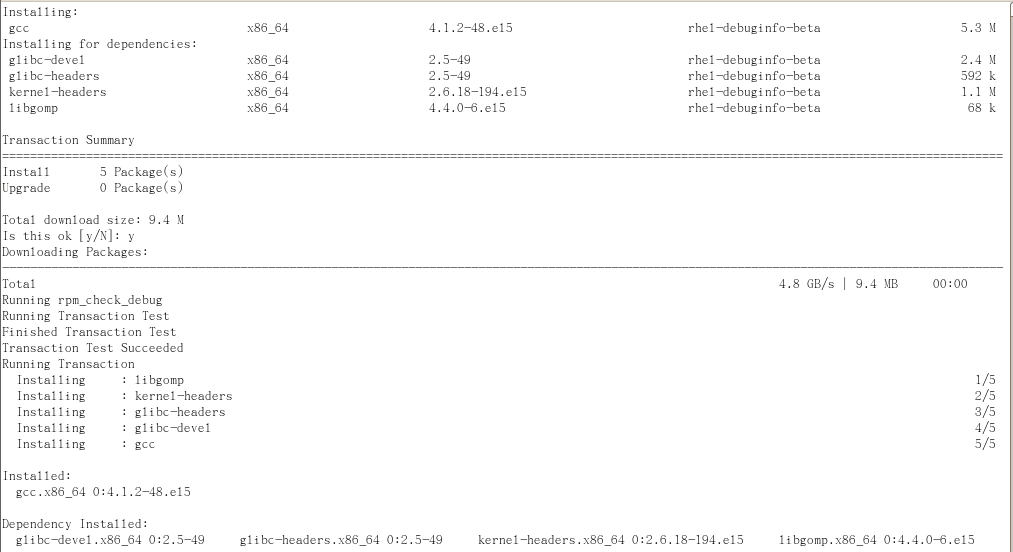 Installing:
gcc x86_64 4.1.2-48.el5 rhel-debuginfo-beta 5.3 M
Installing for dependencies:
glibc-devel x86_64 2.5-49 rhel-debuginfo-beta 2.4 M
glibc-headers x86_64 2.5-49 rhel-debuginfo-beta 592 k
kernel-headers x86_64 2.6.18-194.el5 rhel-debuginfo-beta 1.1 M
libgomp x86_64 4.4.0-6.el5 rhel-debuginfo-beta 68 k
Transaction Summary
================================================================================
Install 5 Package(s)
Upgrade 0 Package(s)
Total download size: 9.4 M
Is this ok [y/N]: y
Downloading Packages:
--------------------------------------------------------------------------------
Total 4.8 GB/s | 9.4 MB 00:00
Running rpm_check_debug
Running Transaction Test
Finished Transaction Test
Transaction Test Succeeded
Running Transaction
Installing : libgomp 1/5
Installing : kernel-headers 2/5
Installing : glibc-headers 3/5
Installing : glibc-devel 4/5
Installing : gcc 5/5
Installed:
gcc.x86_64 0:4.1.2-48.el5
Dependency Installed:
glibc-devel.x86_64 0:2.5-49 glibc-headers.x86_64 0:2.5-49 kernel-headers.x86_64 0:2.6.18-194.el5 libgomp.x86_64 0:4.4.0-6.el5